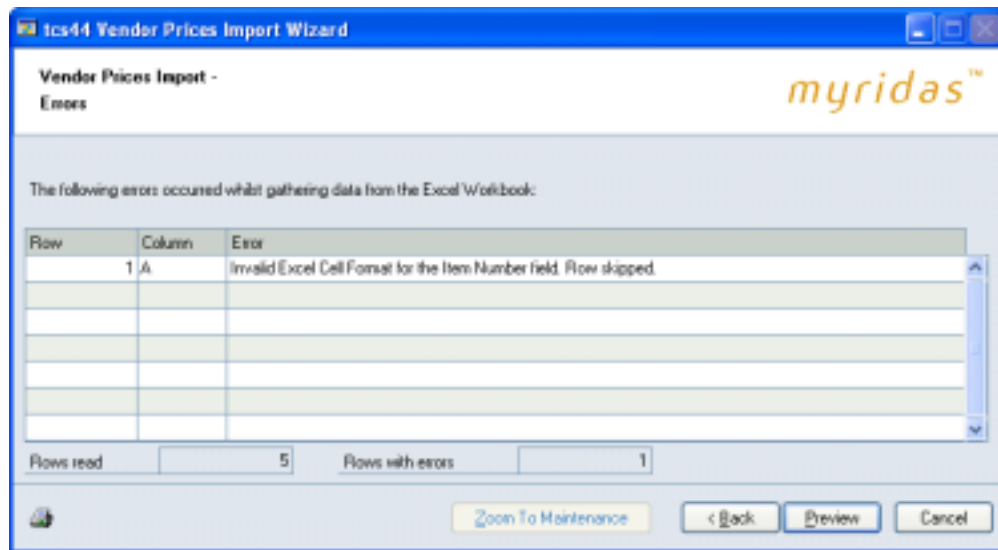 tcs44 Vendor Prices Import Wizard
Vendor Prices Import -
Errors
myridas™
The following errors occurred whilst gathering data from the Excel Workbook:
Row Column Error
1 A Invalid Excel Cell Format for the Item Number field. Row skipped.
Rows read 5 Rows with errors 1
Zoom To Maintenance < Back Preview Cancel